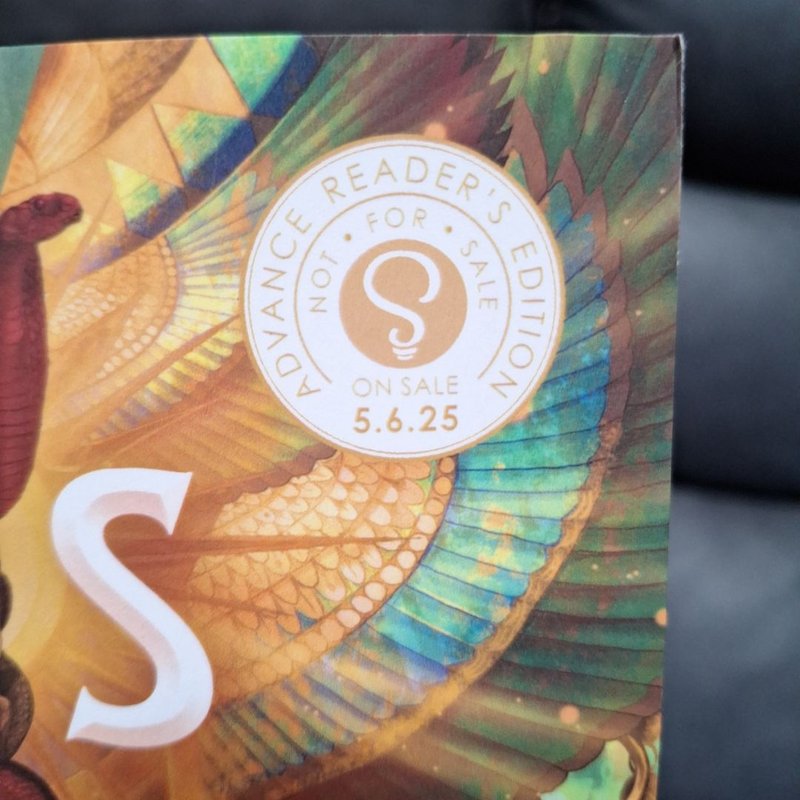 ADVANCE READER'S EDITION
NOT • FOR • SALE
S
ON SALE
5.6.25
S